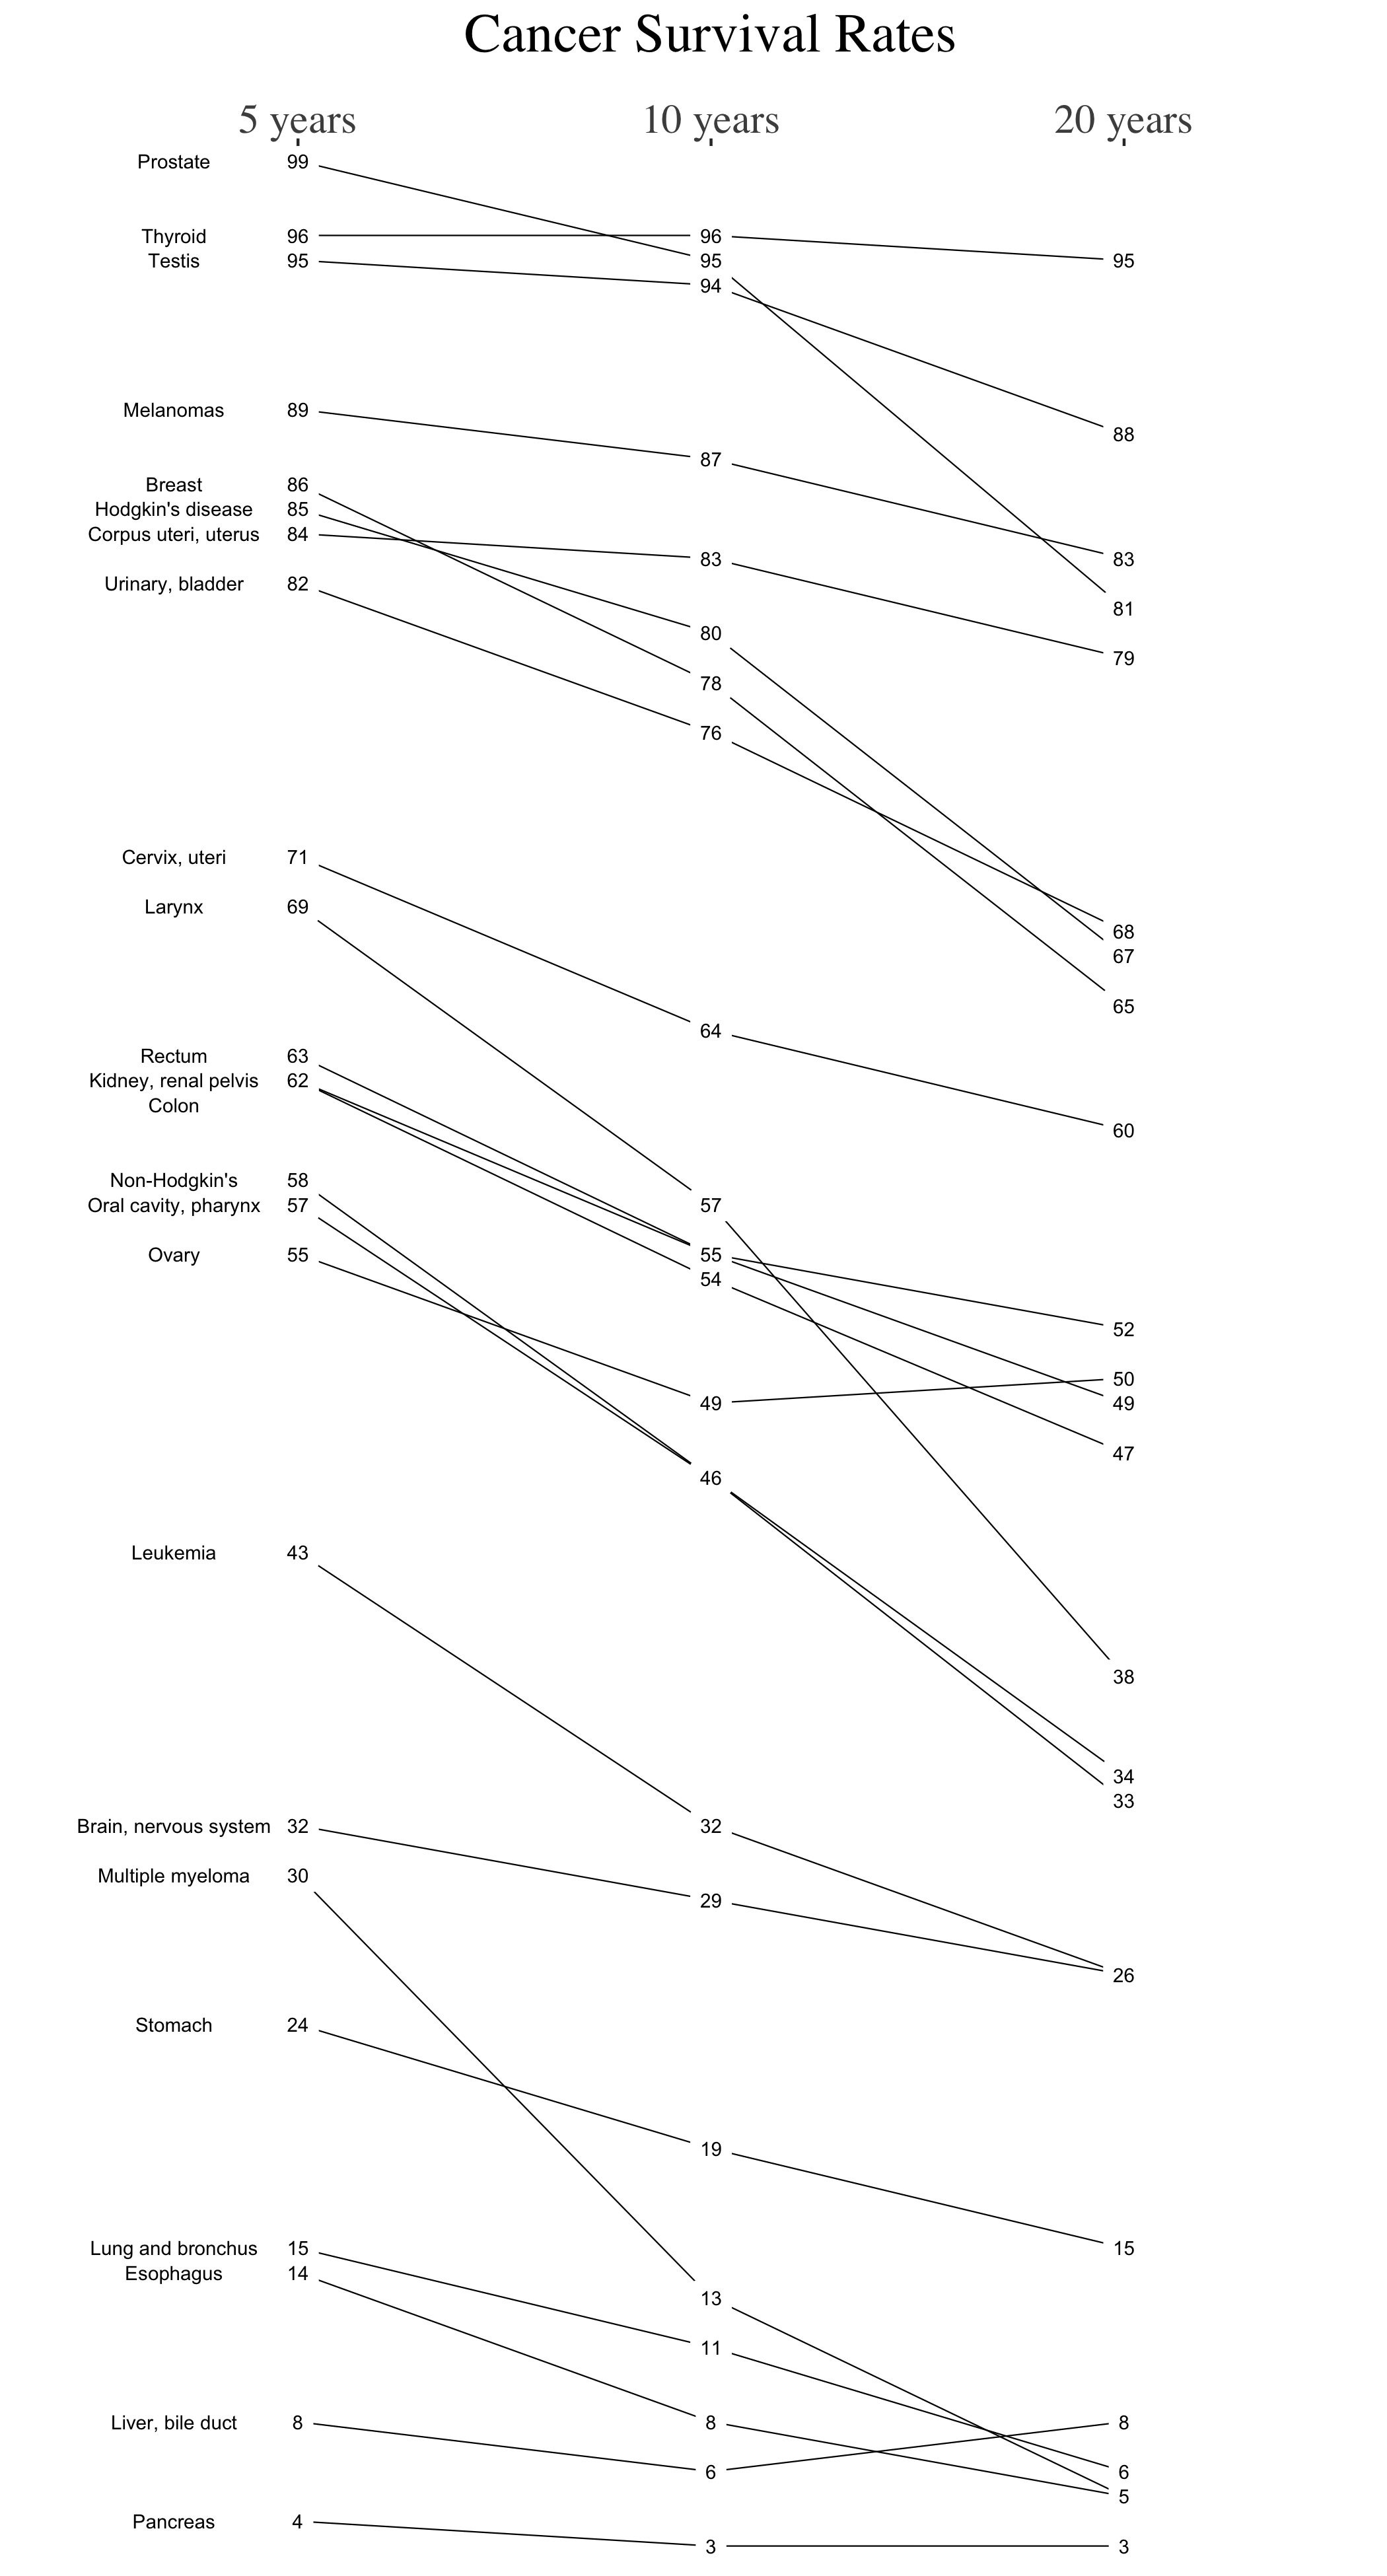 Cancer Survival Rates
5 years 10 years 20 years
Prostate 99
Thyroid 96 96
Testis 95 95 95
94
Melanomas 89
88
87
Breast 86
Hodgkin's disease 85
Corpus uteri, uterus 84
83 83
Urinary, bladder 82
81
80
79
78
76
Cervix, uteri 71
Larynx 69
68
67
65
64
Rectum 63
Kidney, renal pelvis 62
Colon
60
Non-Hodgkin's 58
Oral cavity, pharynx 57 57
Ovary 55 55
54
52
50
49 49
47
46
Leukemia 43
38
34
33
Brain, nervous system 32 32
Multiple myeloma 30
29
26
Stomach 24
19
Lung and bronchus 15 15
Esophagus 14
13
11
Liver, bile duct 8 8 8
6 6
5
Pancreas 4
3 3